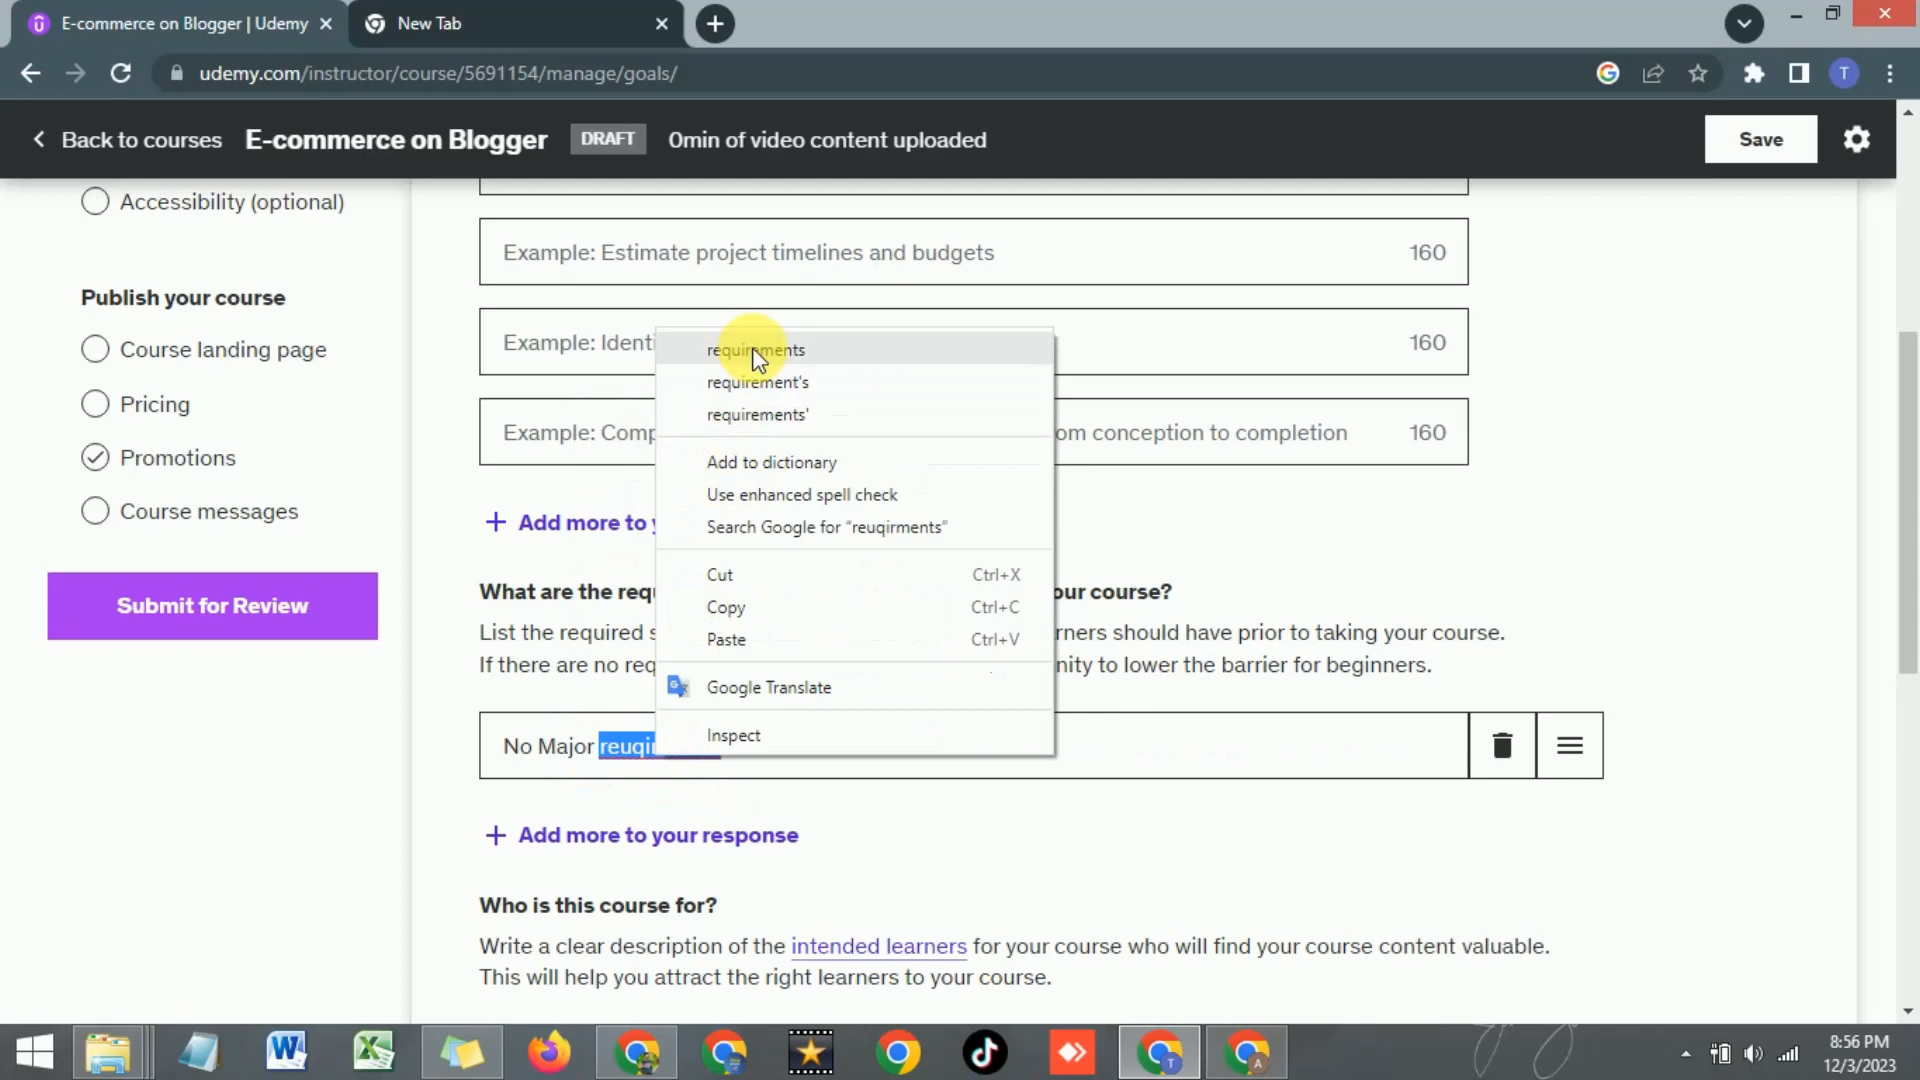 E-commerce on Blogger | Udemy
New Tab
udemy.com/instructor/course/5691154/manage/goals/
T
Back to courses
E-commerce on Blogger
DRAFT
0min of video content uploaded
Save
Accessibility (optional)
Publish your course
Course landing page
Pricing
Promotions
Course messages
Submit for Review
Example: Estimate project timelines and budgets
160
Example: Identi
160
Example: Comp
om conception to completion
160
Add more to y
requirements
requirement's
requirements'
Add to dictionary
Use enhanced spell check
Search Google for “reuqirments”
Cut Ctrl+X
Copy Ctrl+C
Paste Ctrl+V
Google Translate
Inspect
What are the req
our course?
List the required s
rners should have prior to taking your course.
If there are no req
nity to lower the barrier for beginners.
No Major reuqi
Add more to your response
Who is this course for?
Write a clear description of the intended learners for your course who will find your course content valuable.
This will help you attract the right learners to your course.
8:56 PM
12/3/2023